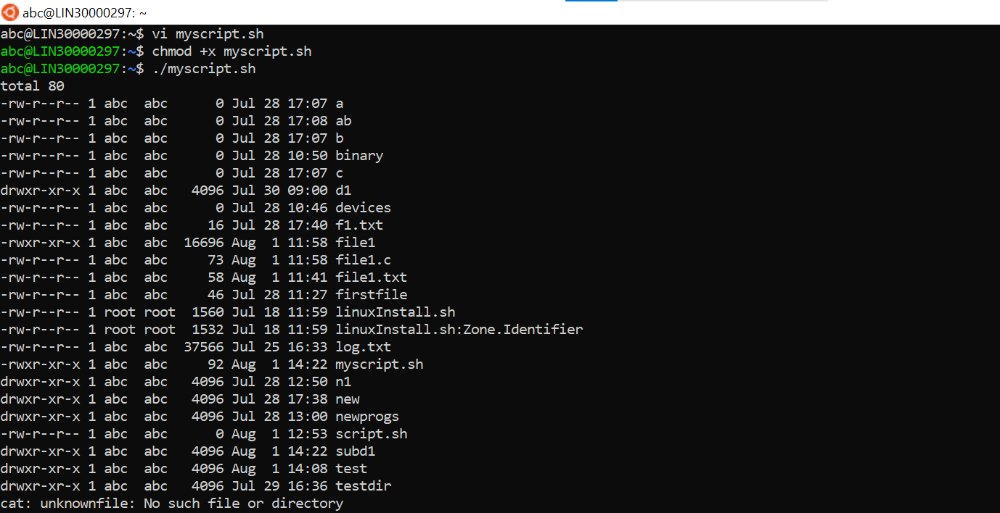 abc@LIN30000297: ~
abc@LIN30000297:~$ vi myscript.sh
abc@LIN30000297:~$ chmod +x myscript.sh
abc@LIN30000297:~$ ./myscript.sh
total 80
-rw-r--r-- 1 abc  abc      0 Jul 28 17:07 a
-rw-r--r-- 1 abc  abc      0 Jul 28 17:08 ab
-rw-r--r-- 1 abc  abc      0 Jul 28 17:07 b
-rw-r--r-- 1 abc  abc      0 Jul 28 10:50 binary
-rw-r--r-- 1 abc  abc      0 Jul 28 17:07 c
drwxr-xr-x 1 abc  abc   4096 Jul 30 09:00 d1
-rw-r--r-- 1 abc  abc      0 Jul 28 10:46 devices
-rw-r--r-- 1 abc  abc     16 Jul 28 17:40 f1.txt
-rwxr-xr-x 1 abc  abc  16696 Aug  1 11:58 file1
-rw-r--r-- 1 abc  abc     73 Aug  1 11:58 file1.c
-rw-r--r-- 1 abc  abc     58 Aug  1 11:41 file1.txt
-rw-r--r-- 1 abc  abc     46 Jul 28 11:27 firstfile
-rw-r--r-- 1 root root  1560 Jul 18 11:59 linuxInstall.sh
-rw-r--r-- 1 root root  1532 Jul 18 11:59 linuxInstall.sh:Zone.Identifier
-rw-r--r-- 1 abc  abc  37566 Jul 25 16:33 log.txt
-rwxr-xr-x 1 abc  abc     92 Aug  1 14:22 myscript.sh
drwxr-xr-x 1 abc  abc   4096 Jul 28 12:50 n1
drwxr-xr-x 1 abc  abc   4096 Jul 28 17:38 new
drwxr-xr-x 1 abc  abc   4096 Jul 28 13:00 newprogs
-rw-r--r-- 1 abc  abc      0 Aug  1 12:53 script.sh
drwxr-xr-x 1 abc  abc   4096 Aug  1 14:22 subd1
drwxr-xr-x 1 abc  abc   4096 Aug  1 14:08 test
drwxr-xr-x 1 abc  abc   4096 Jul 29 16:36 testdir
cat: unknownfile: No such file or directory